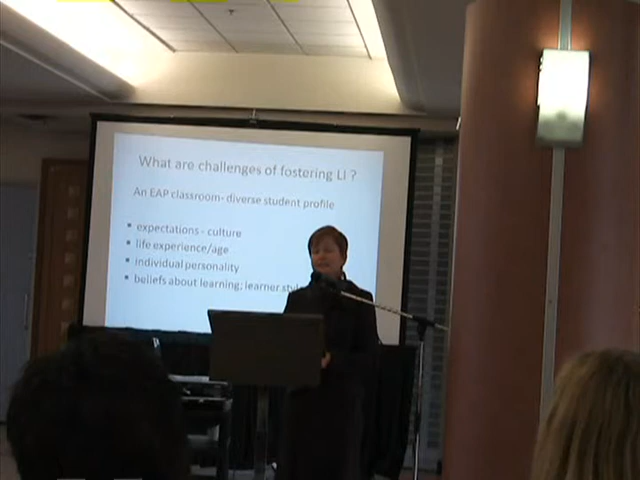 What are challenges of fostering LI ?
An EAP classroom- diverse student profile
▪ expectations - culture
▪ life experience/age
▪ individual personality
▪ beliefs about learning; learner